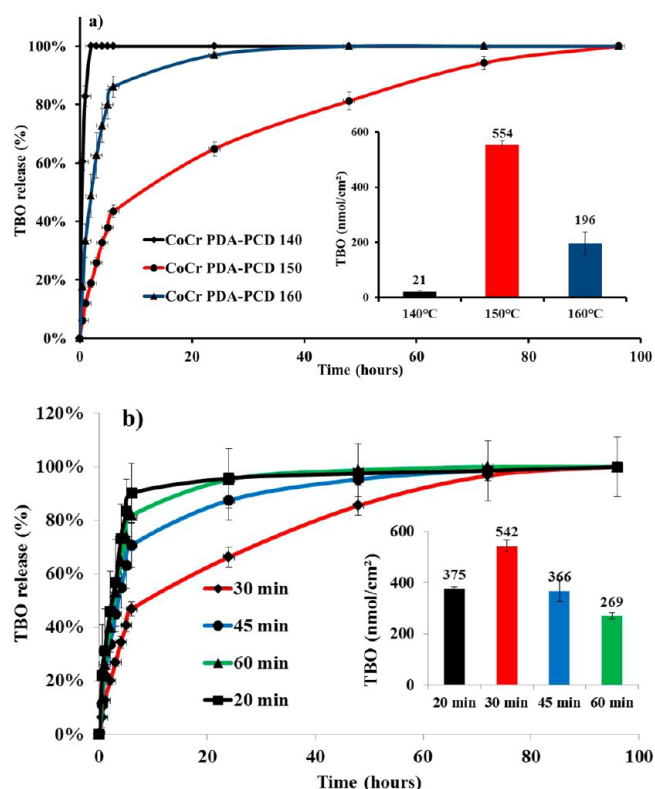 a)
100%
80%
60%
40%
20%
0%
TBO release (%)
CoCr PDA-PCD 140
CoCr PDA-PCD 150
CoCr PDA-PCD 160
0
20
40
60
80
100
Time (hours)
600
400
200
0
TBO (nmol/cm²)
21
554
196
140°C
150°C
160°C
b)
120%
100%
80%
60%
40%
20%
0%
TBO release (%)
30 min
45 min
60 min
20 min
0
20
40
60
80
100
Time (hours)
600
400
200
0
TBO (nmol/cm²)
375
542
366
269
20 min
30 min
45 min
60 min